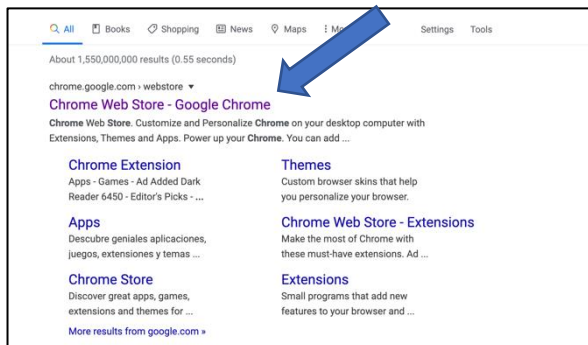 All Books Shopping News Maps Settings Tools
About 1,550,000,000 results (0.55 seconds)
chrome.google.com › webstore ▼
Chrome Web Store - Google Chrome
Chrome Web Store. Customize and Personalize Chrome on your desktop computer with
Extensions, Themes and Apps. Power up your Chrome. You can add ...
Chrome Extension
Apps - Games - Ad Added Dark
Reader 6450 - Editor's Picks - ...
Themes
Custom browser skins that help
you personalize your browser.
Apps
Descubre geniales aplicaciones,
juegos, extensiones y temas ...
Chrome Web Store - Extensions
Make the most of Chrome with
these must-have extensions. Ad ...
Chrome Store
Discover great apps, games,
extensions and themes for ...
Extensions
Small programs that add new
features to your browser and ...
More results from google.com »